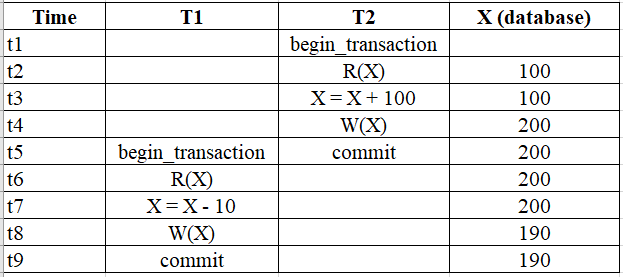 Time T1 T2 X (database)
t1 begin_transaction
t2 R(X) 100
t3 X = X + 100 100
t4 W(X) 200
t5 begin_transaction commit 200
t6 R(X) 200
t7 X = X - 10 200
t8 W(X) 190
t9 commit 190